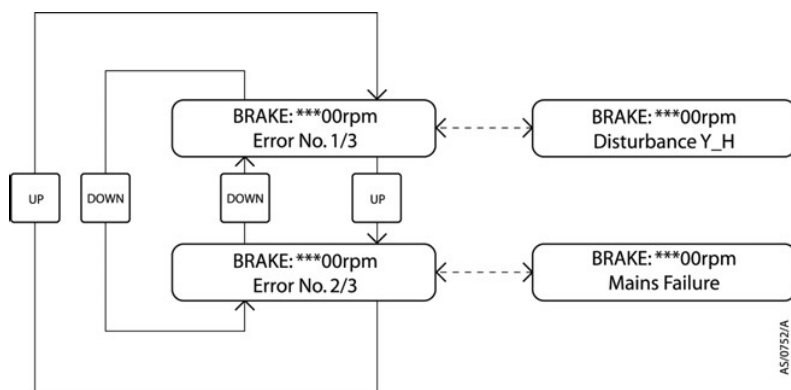 BRAKE: ***00rpm
Error No. 1/3
BRAKE: ***00rpm
Disturbance Y_H
UP
DOWN
DOWN
UP
BRAKE: ***00rpm
Error No. 2/3
BRAKE: ***00rpm
Mains Failure
AS/0752/A